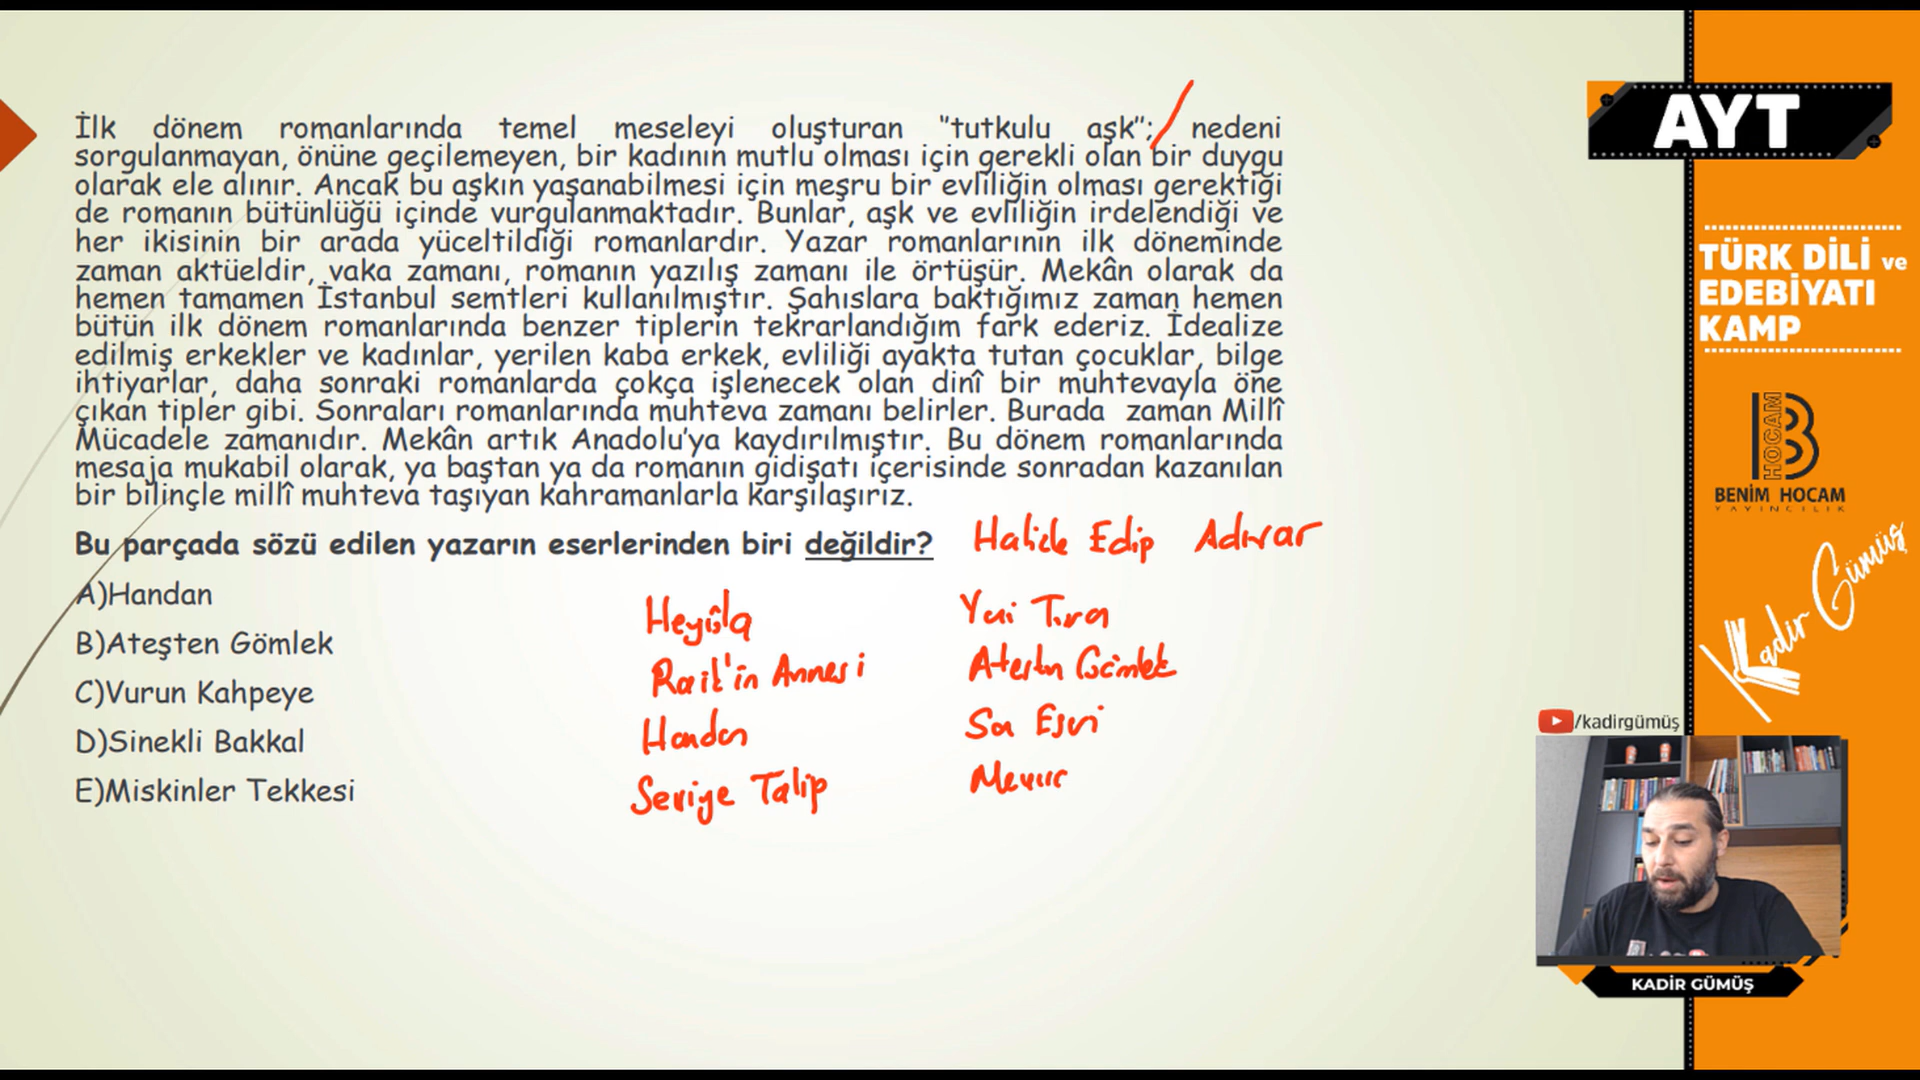 İlk dönem romanlarında temel meseleyi oluşturan "tutkulu aşk"; nedeni
sorgulanmayan, önüne geçilemeyen, bir kadının mutlu olması için gerekli olan bir duygu
olarak ele alınır. Ancak bu aşkın yaşanabilmesi için meşru bir evliliğin olması gerektiği
de romanın bütünlüğü içinde vurgulanmaktadır. Bunlar, aşk ve evliliğin irdelendiği ve
her ikisinin bir arada yüceltildiği romanlardır. Yazar romanlarının ilk döneminde
zaman aktüeldir, vaka zamanı, romanın yazılış zamanı ile örtüşür. Mekân olarak da
hemen tamamen İstanbul semtleri kullanılmıştır. Şahıslara baktığımız zaman hemen
bütün ilk dönem romanlarında benzer tiplerin tekrarlandığım fark ederiz. İdealize
edilmiş erkekler ve kadınlar, yerilen kaba erkek, evliliği ayakta tutan çocuklar, bilge
ihtiyarlar, daha sonraki romanlarda çokça işlenecek olan dinî bir muhtevayla öne
çıkan tipler gibi. Sonraları romanlarında muhteva zamanı belirler. Burada zaman Millî
Mücadele zamanıdır. Mekân artık Anadolu'ya kaydırılmıştır. Bu dönem romanlarında
mesaja mukabil olarak, ya baştan ya da romanın gidişatı içerisinde sonradan kazanılan
bir bilinçle millî muhteva taşıyan kahramanlarla karşılaşırız.
Bu parçada sözü edilen yazarın eserlerinden biri değildir?
Halide Edip Adıvar
A)Handan
B)Ateşten Gömlek
C)Vurun Kahpeye
D)Sinekli Bakkal
E)Miskinler Tekkesi
Heyûla
Raik'in Annesi
Handan
Seviye Talip
Yeni Turan
Ateşten Gömlek
Son Eseri
AYT
TÜRK DİLİ ve
EDEBİYATI
KAMP
HOCAM
BENİM HOCAM
YAYINCILIK
Kadir Gümüş
/kadirgümüş
KADİR GÜMÜŞ